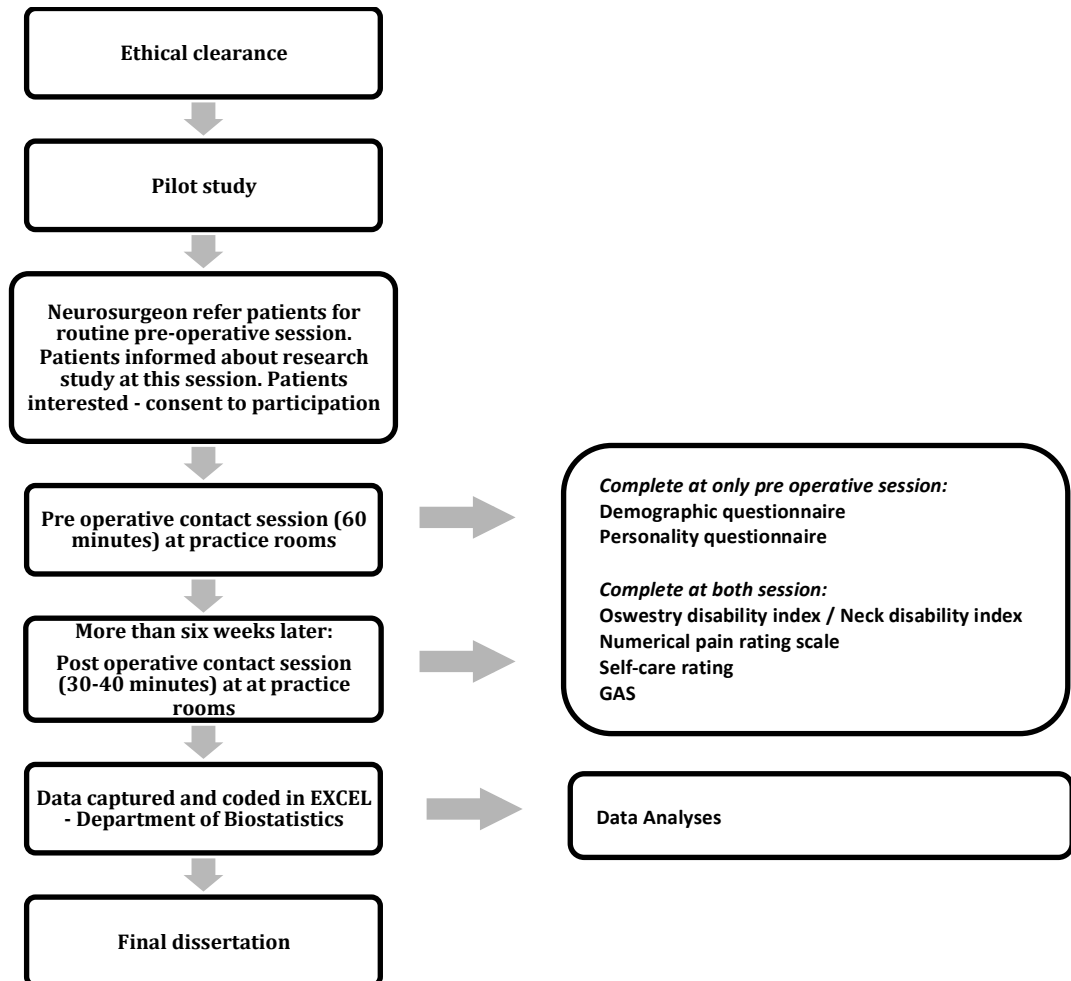 Ethical clearance
Pilot study
Neurosurgeon refer patients for
routine pre-operative session.
Patients informed about research
study at this session. Patients
interested - consent to participation
Pre operative contact session (60
minutes) at practice rooms
Complete at only pre operative session:
Demographic questionnaire
Personality questionnaire
Complete at both session:
Oswestry disability index / Neck disability index
Numerical pain rating scale
Self-care rating
GAS
More than six weeks later:
Post operative contact session
(30-40 minutes) at at practice
rooms
Data captured and coded in EXCEL
- Department of Biostatistics
Data Analyses
Final dissertation